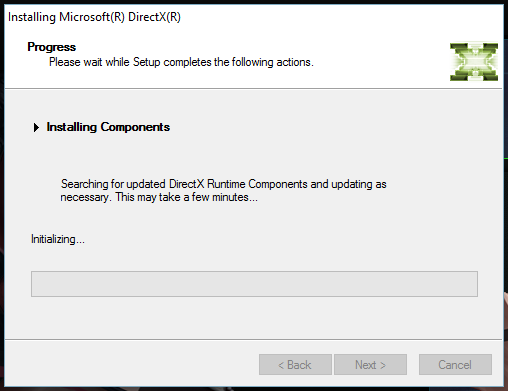 Installing Microsoft(R) DirectX(R)
Progress
Please wait while Setup completes the following actions.
Installing Components
Searching for updated DirectX Runtime Components and updating as
necessary. This may take a few minutes...
Initializing...
< Back
Next >
Cancel